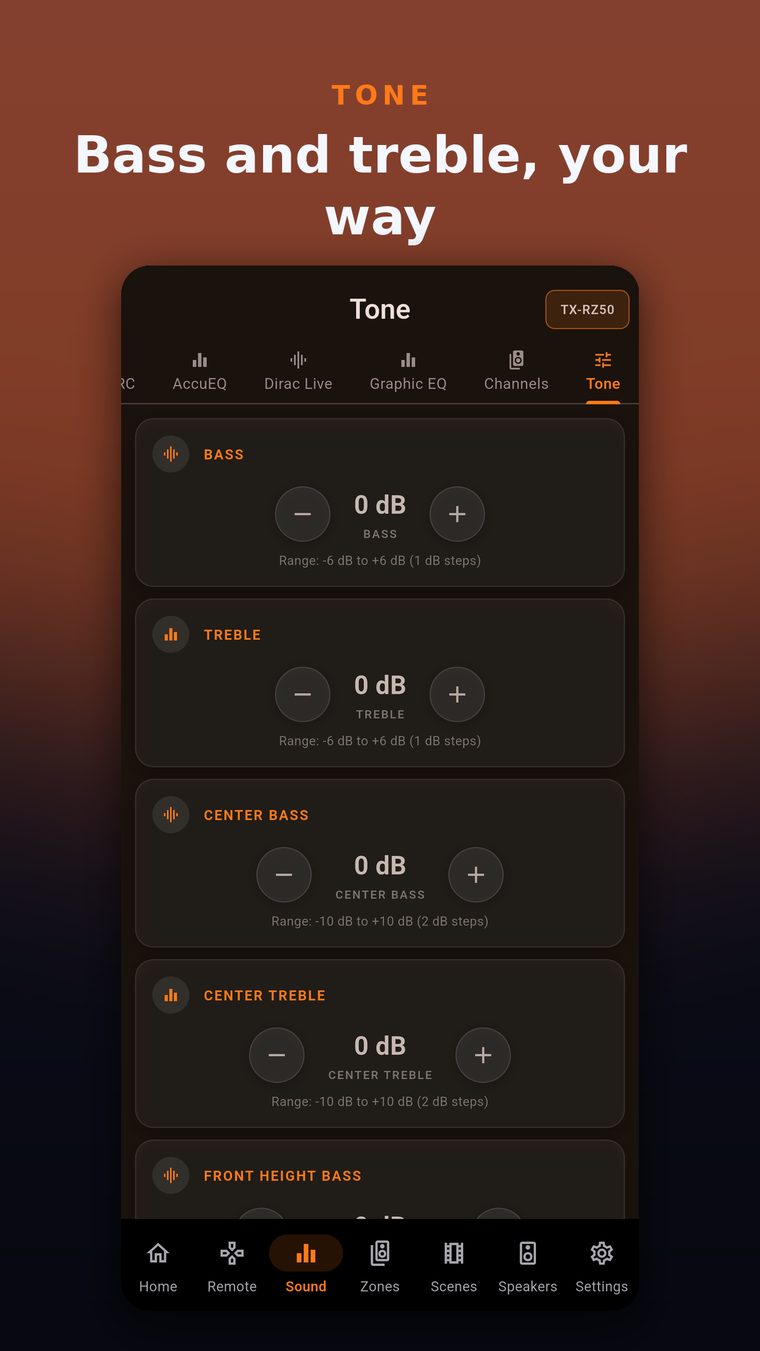 TONE
Bass and treble, your
way
Tone
TX-RZ50
RC
AccuEQ
Dirac Live
Graphic EQ
Channels
Tone
BASS
0 dB
BASS
Range: -6 dB to +6 dB (1 dB steps)
TREBLE
0 dB
TREBLE
Range: -6 dB to +6 dB (1 dB steps)
CENTER BASS
0 dB
CENTER BASS
Range: -10 dB to +10 dB (2 dB steps)
CENTER TREBLE
0 dB
CENTER TREBLE
Range: -10 dB to +10 dB (2 dB steps)
FRONT HEIGHT BASS
Home
Remote
Sound
Zones
Scenes
Speakers
Settings